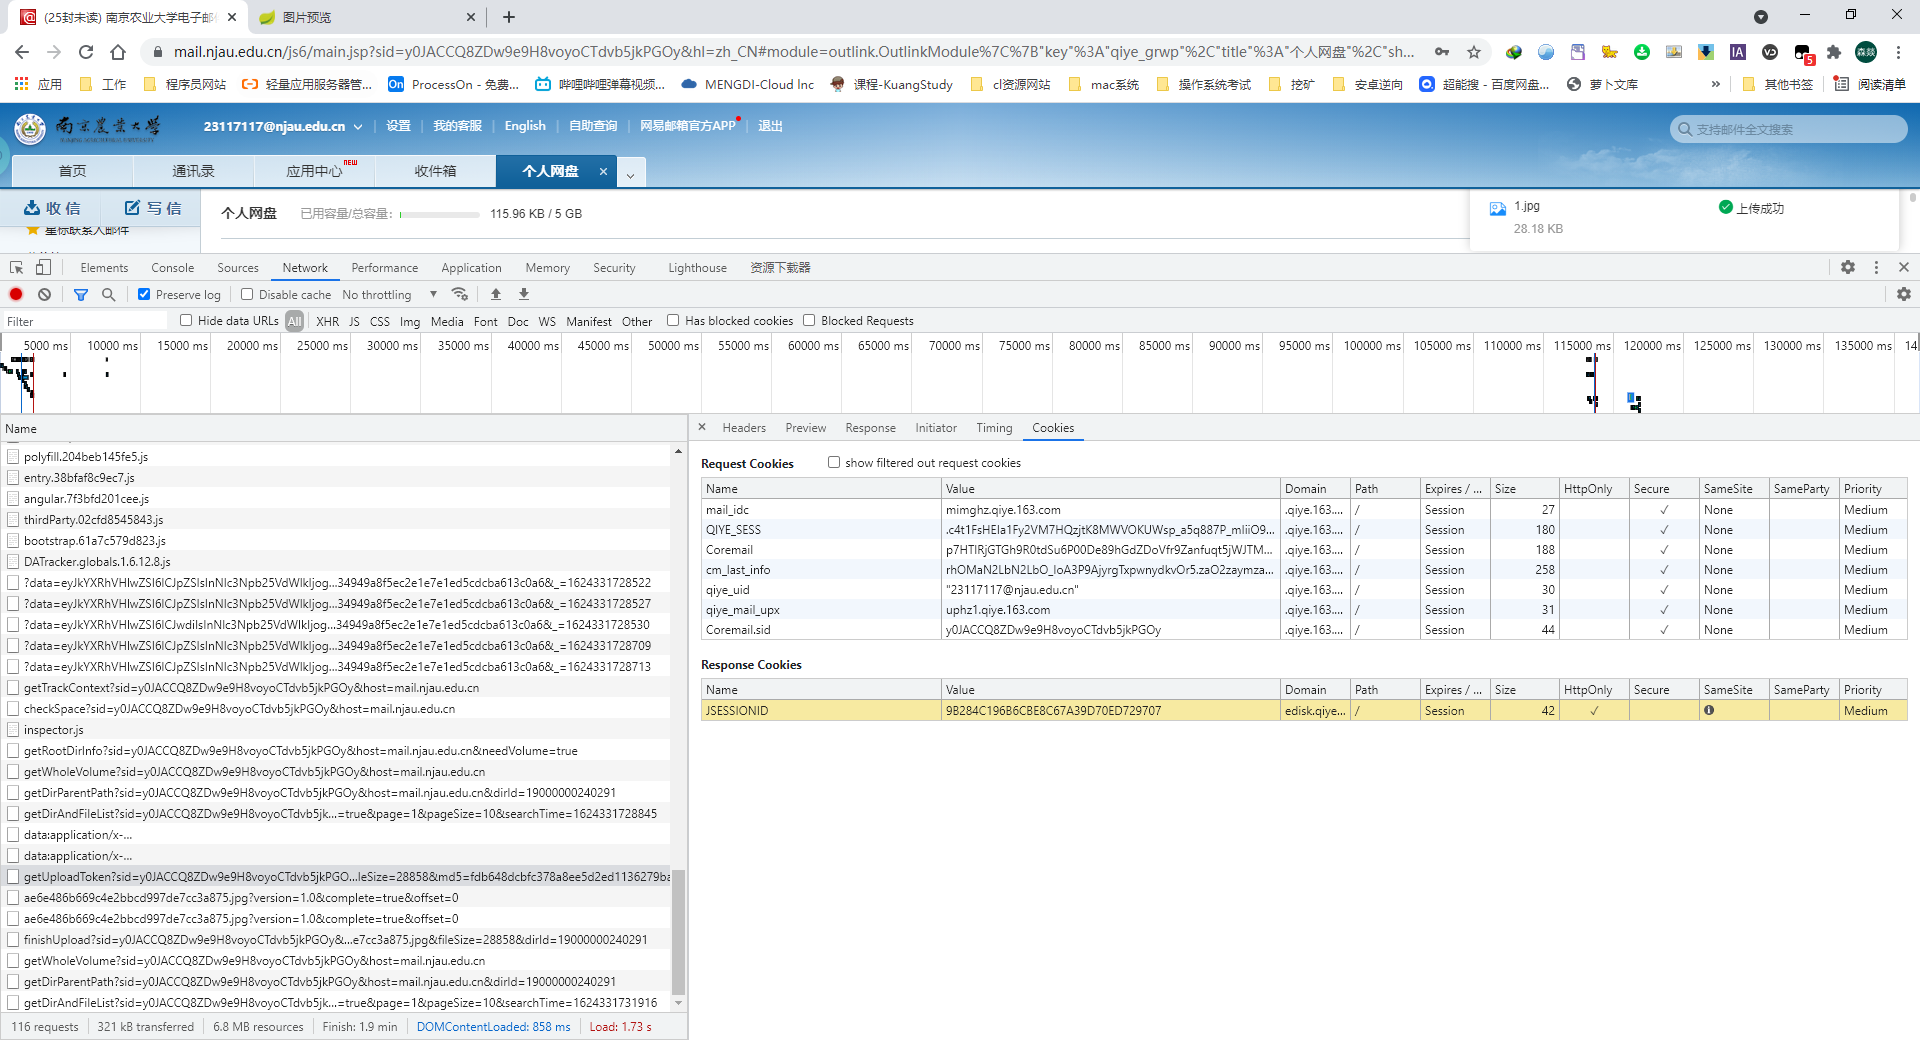 (25封未读) 南京农业大学电子邮
图片预览
mail.njau.edu.cn/js6/main.jsp?sid=y0JACCQ8ZDw9e9H8voyoCTdvb5jkPGOy&hl=zh_CN#module=outlink.OutlinkModule%7C%7B"key"%3A"qiye_grwp"%2C"title"%3A"个人网盘"%2C"sh...
森燚
5
应用 工作 程序员网站 轻量应用服务器管... ProcessOn - 免费... 哔哩哔哩弹幕视频... MENGDI-Cloud Inc 课程-KuangStudy cl资源网站 mac系统 操作系统考试 挖矿 安卓逆向 超能搜 - 百度网盘... 萝卜文库 » 其他书签 阅读清单
南京农业大学 23117117@njau.edu.cn 设置 我的客服 English 自助查询 网易邮箱官方APP 退出 支持邮件全文搜索
首页 通讯录 应用中心 NEW 收件箱 个人网盘
收信 写信 个人网盘 已用容量/总容量: 115.96 KB / 5 GB
1.jpg 上传成功
28.18 KB
星标联系人邮件
Elements Console Sources Network Performance Application Memory Security Lighthouse 资源下载器
Preserve log Disable cache No throttling
Filter Hide data URLs All XHR JS CSS Img Media Font Doc WS Manifest Other Has blocked cookies Blocked Requests
5000 ms 10000 ms 15000 ms 20000 ms 25000 ms 30000 ms 35000 ms 40000 ms 45000 ms 50000 ms 55000 ms 60000 ms 65000 ms 70000 ms 75000 ms 80000 ms 85000 ms 90000 ms 95000 ms 100000 ms 105000 ms 110000 ms 115000 ms 120000 ms 125000 ms 130000 ms 135000 ms 14
Name
polyfill.204beb145fe5.js
entry.38bfaf8c9ec7.js
angular.7f3bfd201cee.js
thirdParty.02cfd8545843.js
bootstrap.61a7c579d823.js
DATracker.globals.1.6.12.8.js
?data=eyJkYXRhVHlwZSI6ICJpZSIsInNlc3Npb25VdWlkIjog...34949a8f5ec2e1e7e1ed5cdcba613c0a6&_=1624331728522
?data=eyJkYXRhVHlwZSI6ICJpZSIsInNlc3Npb25VdWlkIjog...34949a8f5ec2e1e7e1ed5cdcba613c0a6&_=1624331728527
?data=eyJkYXRhVHlwZSI6ICJwdiIsInNlc3Npb25VdWlkIjog...34949a8f5ec2e1e7e1ed5cdcba613c0a6&_=1624331728530
?data=eyJkYXRhVHlwZSI6ICJpZSIsInNlc3Npb25VdWlkIjog...34949a8f5ec2e1e7e1ed5cdcba613c0a6&_=1624331728709
?data=eyJkYXRhVHlwZSI6ICJpZSIsInNlc3Npb25VdWlkIjog...34949a8f5ec2e1e7e1ed5cdcba613c0a6&_=1624331728713
getTrackContext?sid=y0JACCQ8ZDw9e9H8voyoCTdvb5jkPGOy&host=mail.njau.edu.cn
checkSpace?sid=y0JACCQ8ZDw9e9H8voyoCTdvb5jkPGOy&host=mail.njau.edu.cn
inspector.js
getRootDirInfo?sid=y0JACCQ8ZDw9e9H8voyoCTdvb5jkPGOy&host=mail.njau.edu.cn&needVolume=true
getWholeVolume?sid=y0JACCQ8ZDw9e9H8voyoCTdvb5jkPGOy&host=mail.njau.edu.cn
getDirParentPath?sid=y0JACCQ8ZDw9e9H8voyoCTdvb5jkPGOy&host=mail.njau.edu.cn&dirId=19000000240291
getDirAndFileList?sid=y0JACCQ8ZDw9e9H8voyoCTdvb5jk...=true&page=1&pageSize=10&searchTime=1624331728845
data:application/x-...
data:application/x-...
getUploadToken?sid=y0JACCQ8ZDw9e9H8voyoCTdvb5jkPGO...leSize=28858&md5=fdb648dcbfc378a8ee5d2ed1136279ba
ae6e486b669c4e2bbcd997de7cc3a875.jpg?version=1.0&complete=true&offset=0
ae6e486b669c4e2bbcd997de7cc3a875.jpg?version=1.0&complete=true&offset=0
finishUpload?sid=y0JACCQ8ZDw9e9H8voyoCTdvb5jkPGOy&...e7cc3a875.jpg&fileSize=28858&dirId=19000000240291
getWholeVolume?sid=y0JACCQ8ZDw9e9H8voyoCTdvb5jkPGOy&host=mail.njau.edu.cn
getDirParentPath?sid=y0JACCQ8ZDw9e9H8voyoCTdvb5jkPGOy&host=mail.njau.edu.cn&dirId=19000000240291
getDirAndFileList?sid=y0JACCQ8ZDw9e9H8voyoCTdvb5jk...=true&page=1&pageSize=10&searchTime=1624331731916
116 requests 321 kB transferred 6.8 MB resources Finish: 1.9 min DOMContentLoaded: 858 ms Load: 1.73 s
Headers Preview Response Initiator Timing Cookies
Request Cookies show filtered out request cookies
Name Value Domain Path Expires / ... Size HttpOnly Secure SameSite SameParty Priority
mail_idc mimghz.qiye.163.com .qiye.163.... / Session 27 ✓ None Medium
QIYE_SESS .c4t1FsHEIa1Fy2VM7HQzjtK8MWVOKUWsp_a5q887P_mIiiO9... .qiye.163.... / Session 180 ✓ None Medium
Coremail p7HTlRjGTGh9R0tdSu6P00De89hGdZDoVfr9Zanfuqt5jWJTM... .qiye.163.... / Session 188 ✓ None Medium
cm_last_info rhOMaN2LbN2LbO_IoA3P9AjyrgTxpwnydkvOr5.zaO2zaymza... .qiye.163.... / Session 258 ✓ None Medium
qiye_uid "23117117@njau.edu.cn" .qiye.163.... / Session 30 ✓ None Medium
qiye_mail_upx uphz1.qiye.163.com .qiye.163.... / Session 31 ✓ None Medium
Coremail.sid y0JACCQ8ZDw9e9H8voyoCTdvb5jkPGOy .qiye.163.... / Session 44 ✓ None Medium
Response Cookies
Name Value Domain Path Expires / ... Size HttpOnly Secure SameSite SameParty Priority
JSESSIONID 9B284C196B6CBE8C67A39D70ED729707 edisk.qiye... / Session 42 ✓ Medium